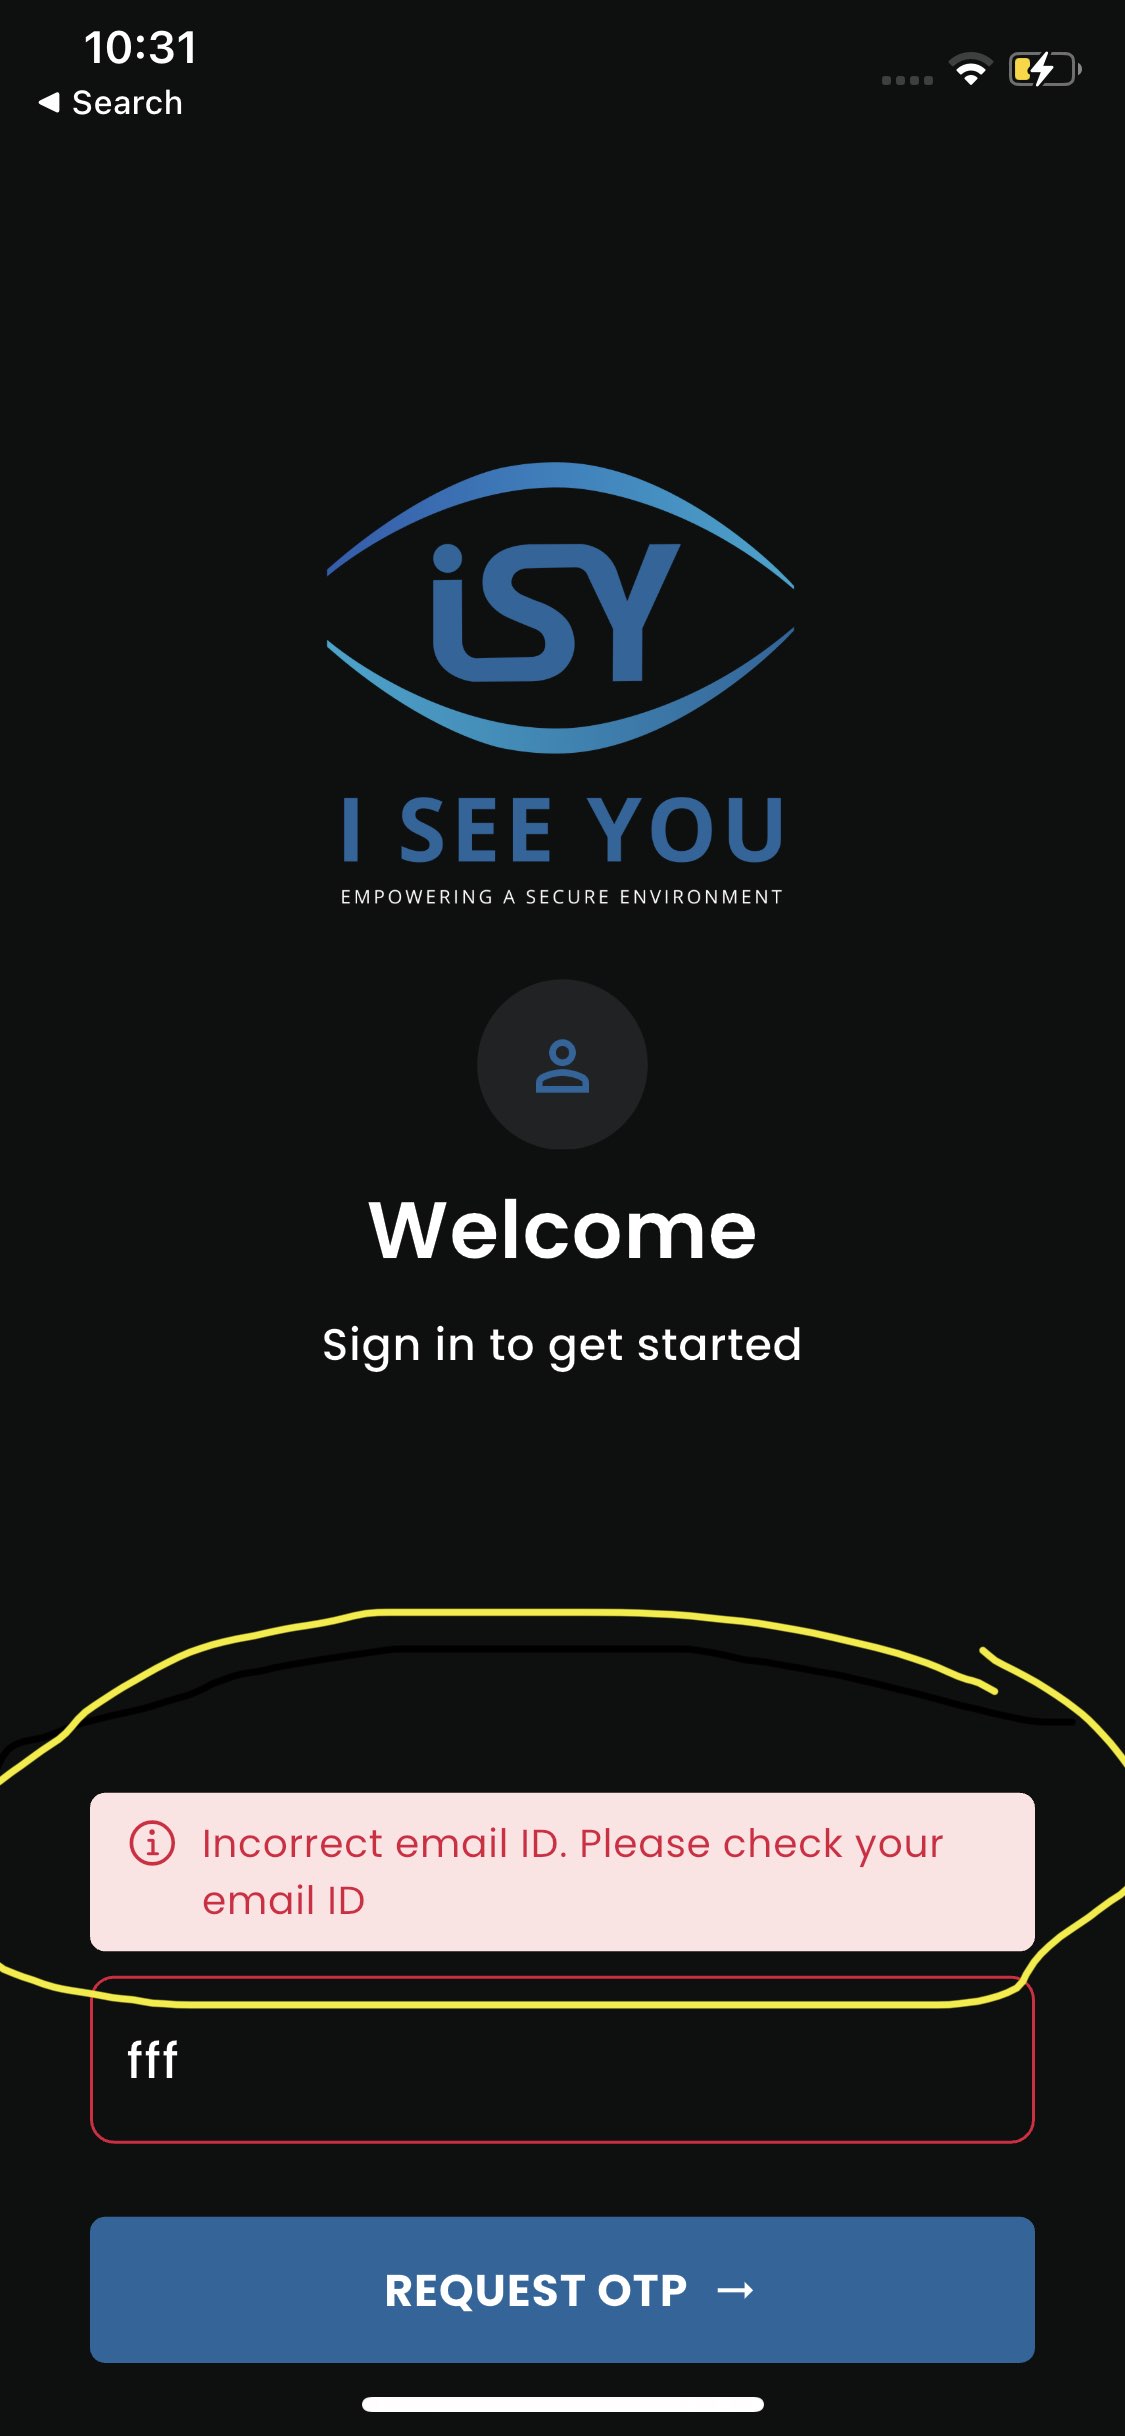 10:31
Search
iSY
I SEE YOU
EMPOWERING A SECURE ENVIRONMENT
Welcome
Sign in to get started
Incorrect email ID. Please check your
email ID
fff
REQUEST OTP →